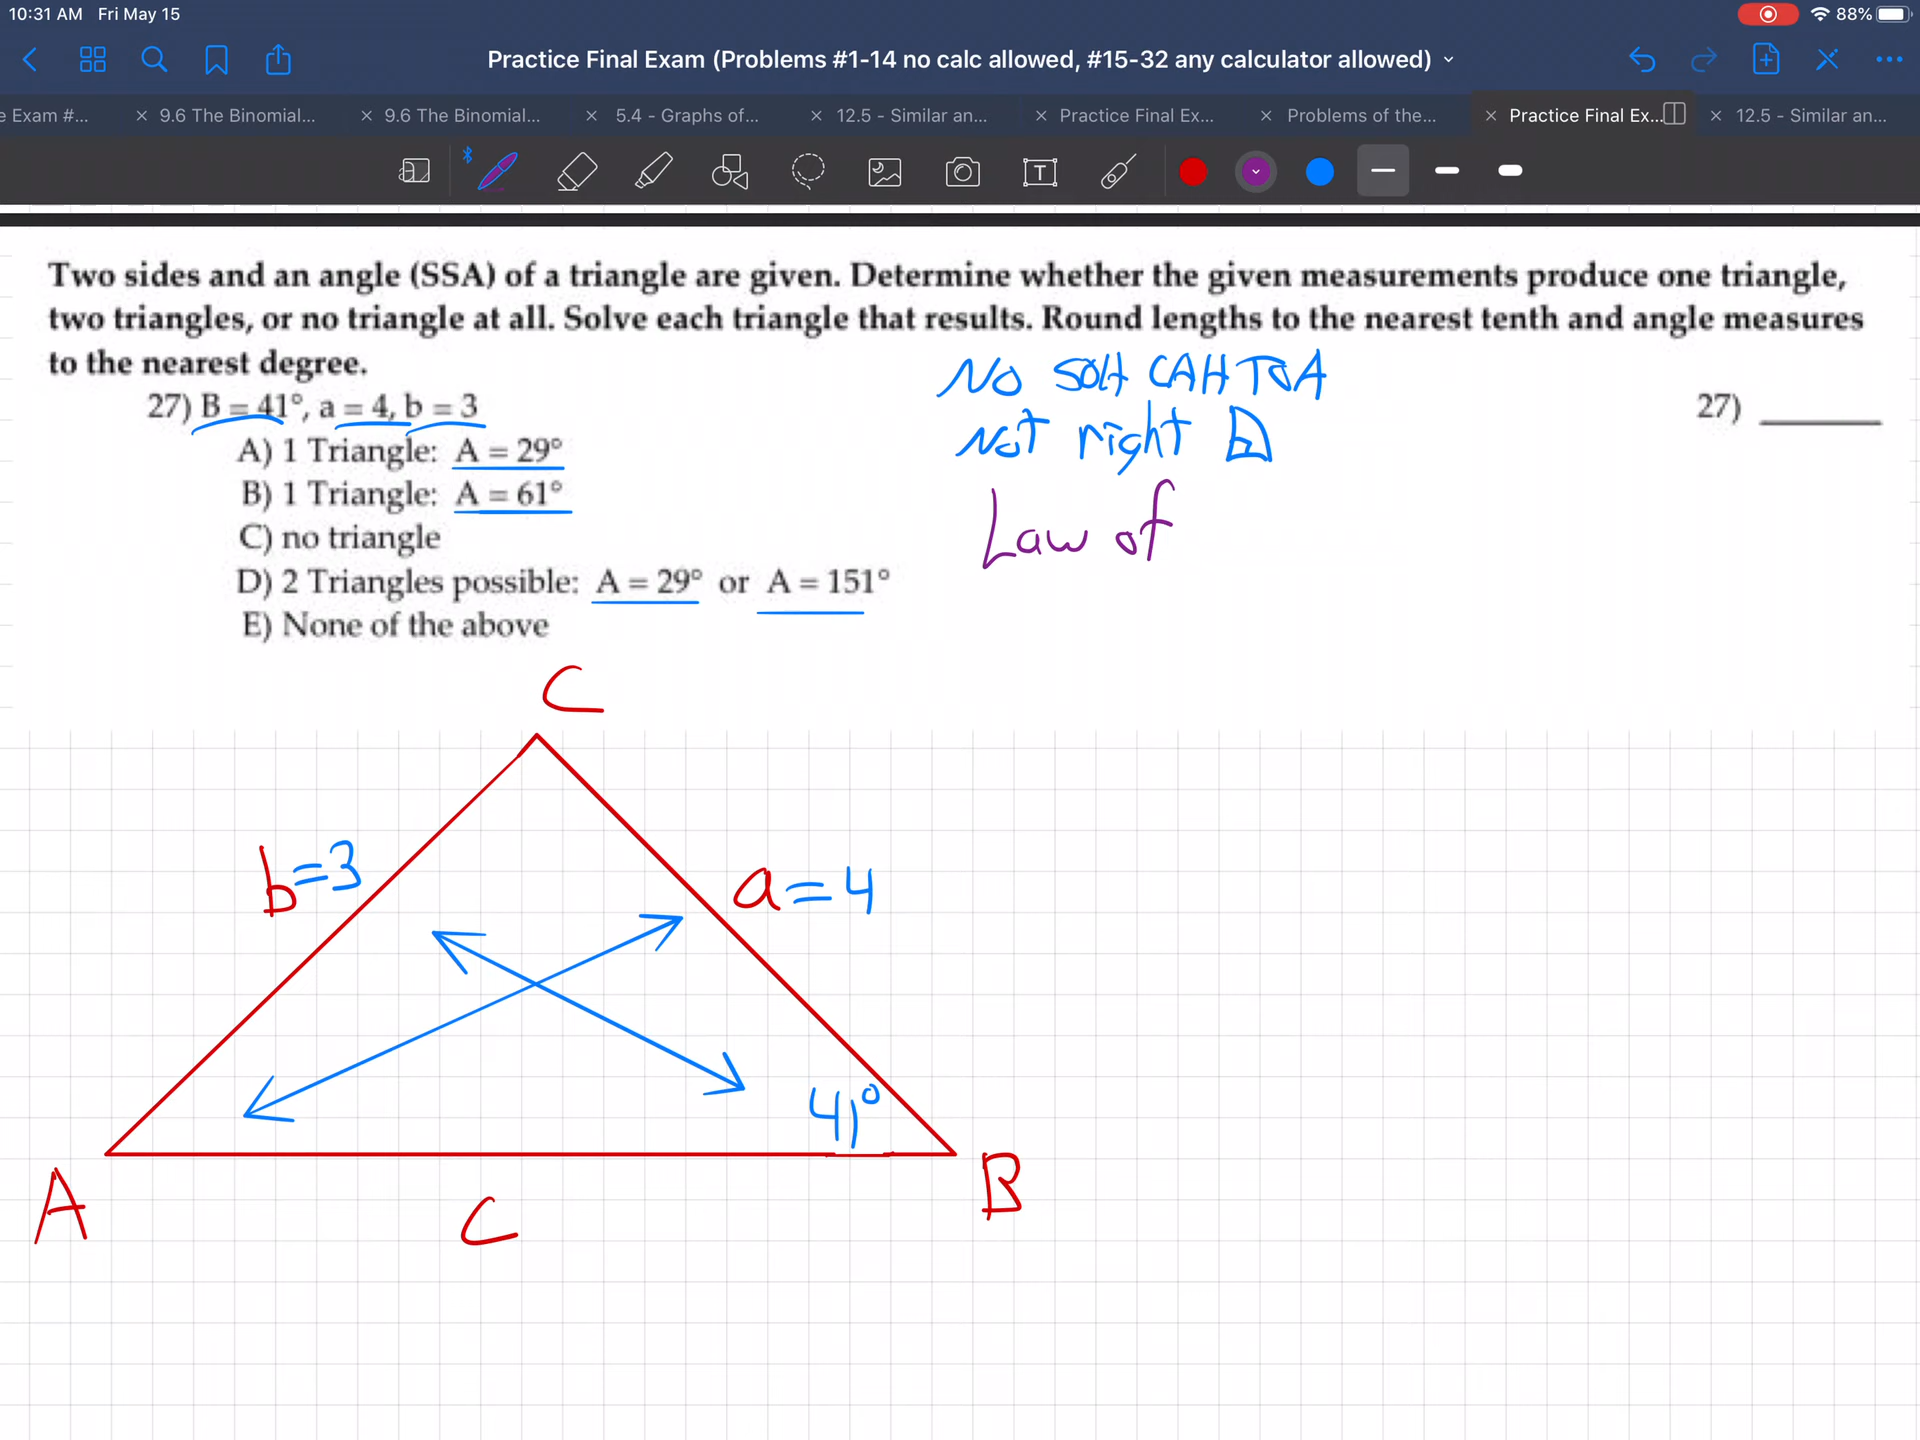 10:31 AM Fri May 15
88%
Practice Final Exam (Problems #1-14 no calc allowed, #15-32 any calculator allowed)
e Exam #...
9.6 The Binomial...
9.6 The Binomial...
5.4 - Graphs of...
12.5 - Similar an...
Practice Final Ex...
Problems of the...
Practice Final Ex...
12.5 - Similar an...
T
Two sides and an angle (SSA) of a triangle are given. Determine whether the given measurements produce one triangle,
two triangles, or no triangle at all. Solve each triangle that results. Round lengths to the nearest tenth and angle measures
to the nearest degree.
No SOH CAH TOA
27) B = 41°, a = 4, b = 3
27) ________
Not right
A) 1 Triangle: A = 29°
B) 1 Triangle: A = 61°
Law of
C) no triangle
D) 2 Triangles possible: A = 29° or A = 151°
E) None of the above
C
b=3
a=4
41°
A
B
C